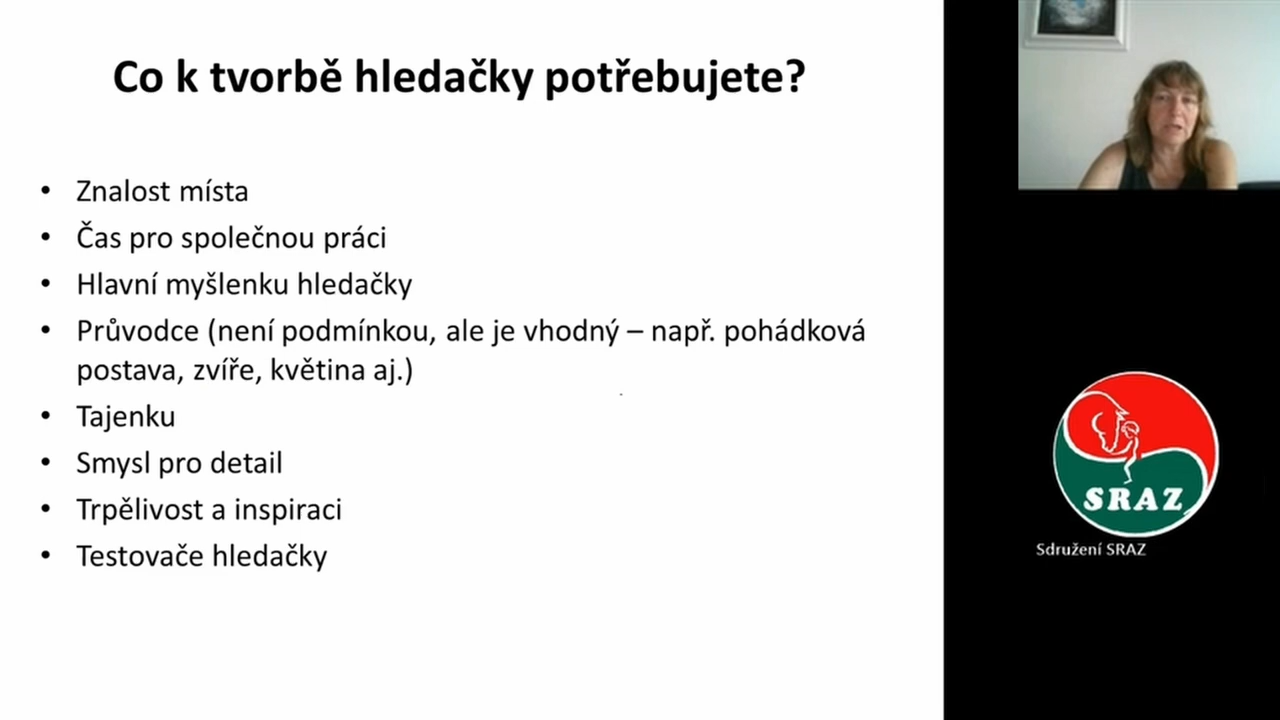 Co k tvorbě hledačky potřebujete?
• Znalost místa
• Čas pro společnou práci
• Hlavní myšlenku hledačky
• Průvodce (není podmínkou, ale je vhodný – např. pohádková
postava, zvíře, květina aj.)
• Tajenku
• Smysl pro detail
• Trpělivost a inspiraci
• Testovače hledačky
SRAZ
Sdružení SRAZ